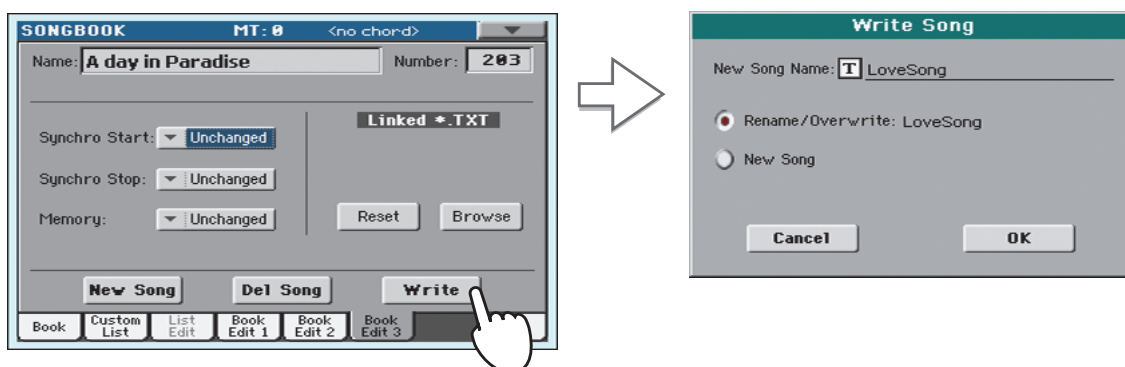 SONGBOOK MT: 0 <no chord>
Name: A day in Paradise Number: 203
Linked *.TXT
Synchro Start: Unchanged
Synchro Stop: Unchanged
Memory: Unchanged Reset Browse
New Song Del Song Write
Book Custom List List Edit Book Edit 1 Book Edit 2 Book Edit 3
Write Song
New Song Name: T LoveSong
Rename/Overwrite: LoveSong
New Song
Cancel OK